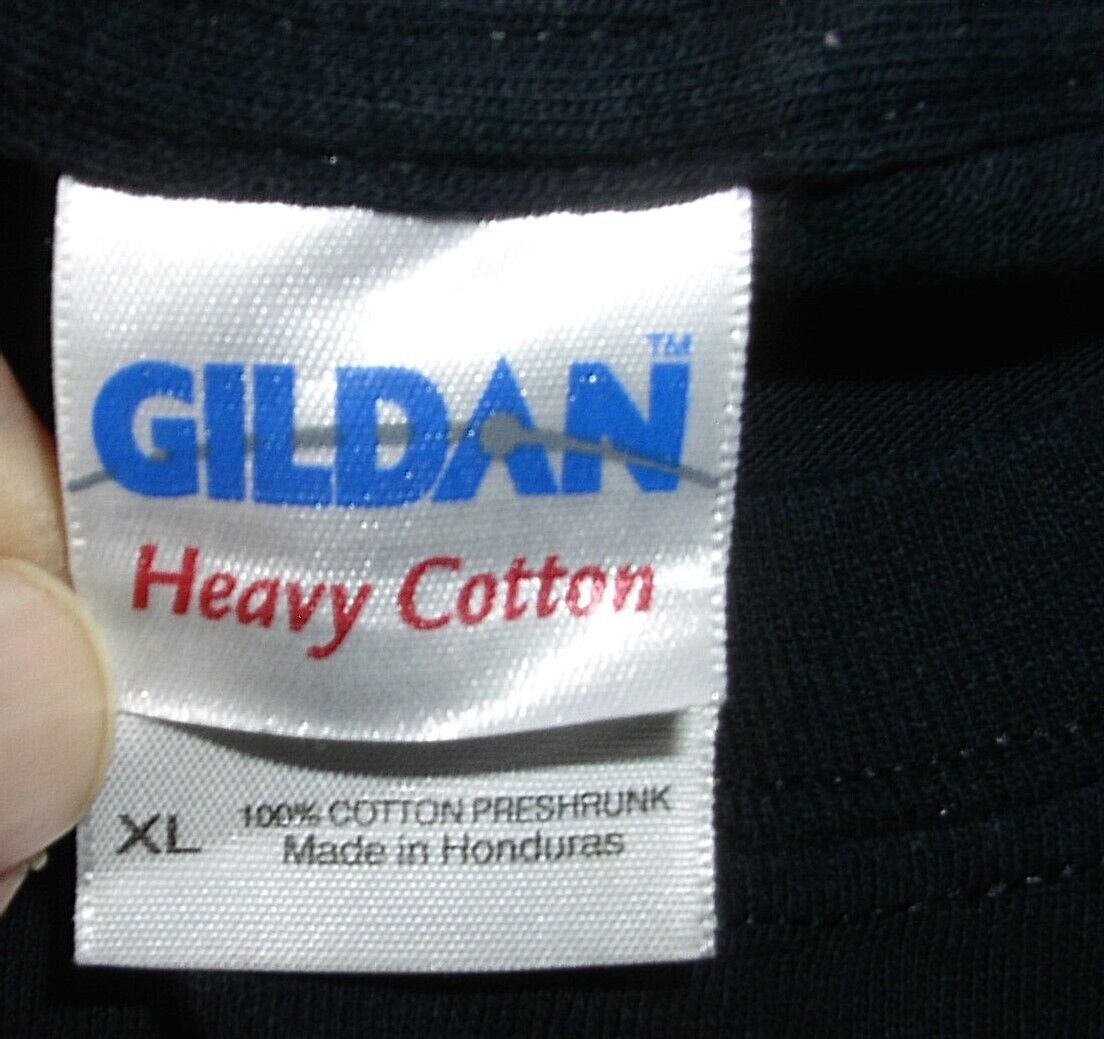 GILDAN™
Heavy Cotton
XL 100% COTTON PRESHRUNK
Made in Honduras